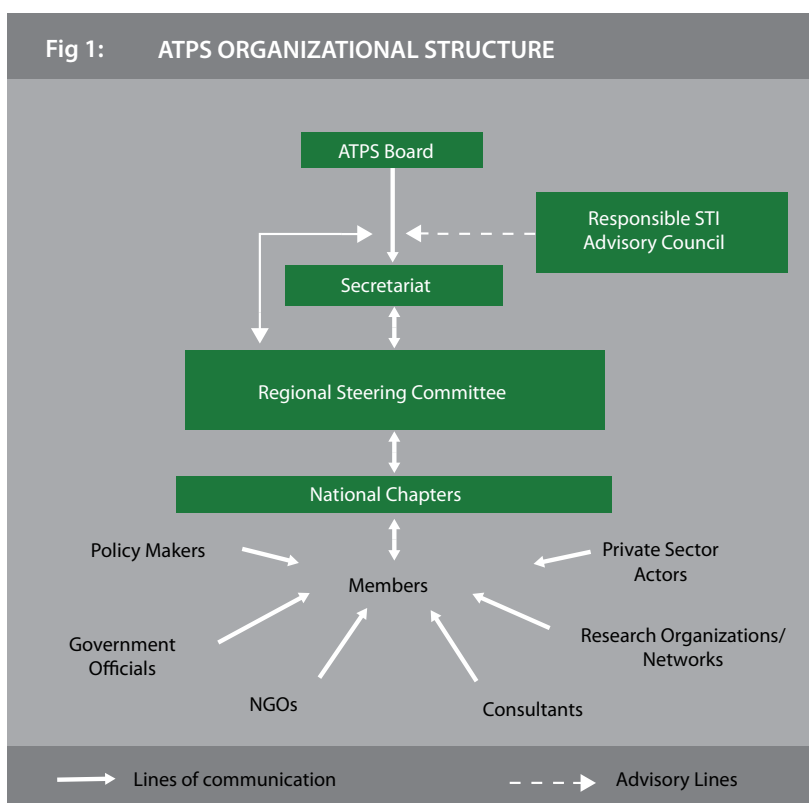 Fig 1: ATPS ORGANIZATIONAL STRUCTURE
ATPS Board
Responsible STI
Advisory Council
Secretariat
Regional Steering Committee
National Chapters
Policy Makers
Private Sector
Actors
Members
Government
Officials
Research Organizations/
Networks
NGOs
Consultants
Lines of communication
Advisory Lines